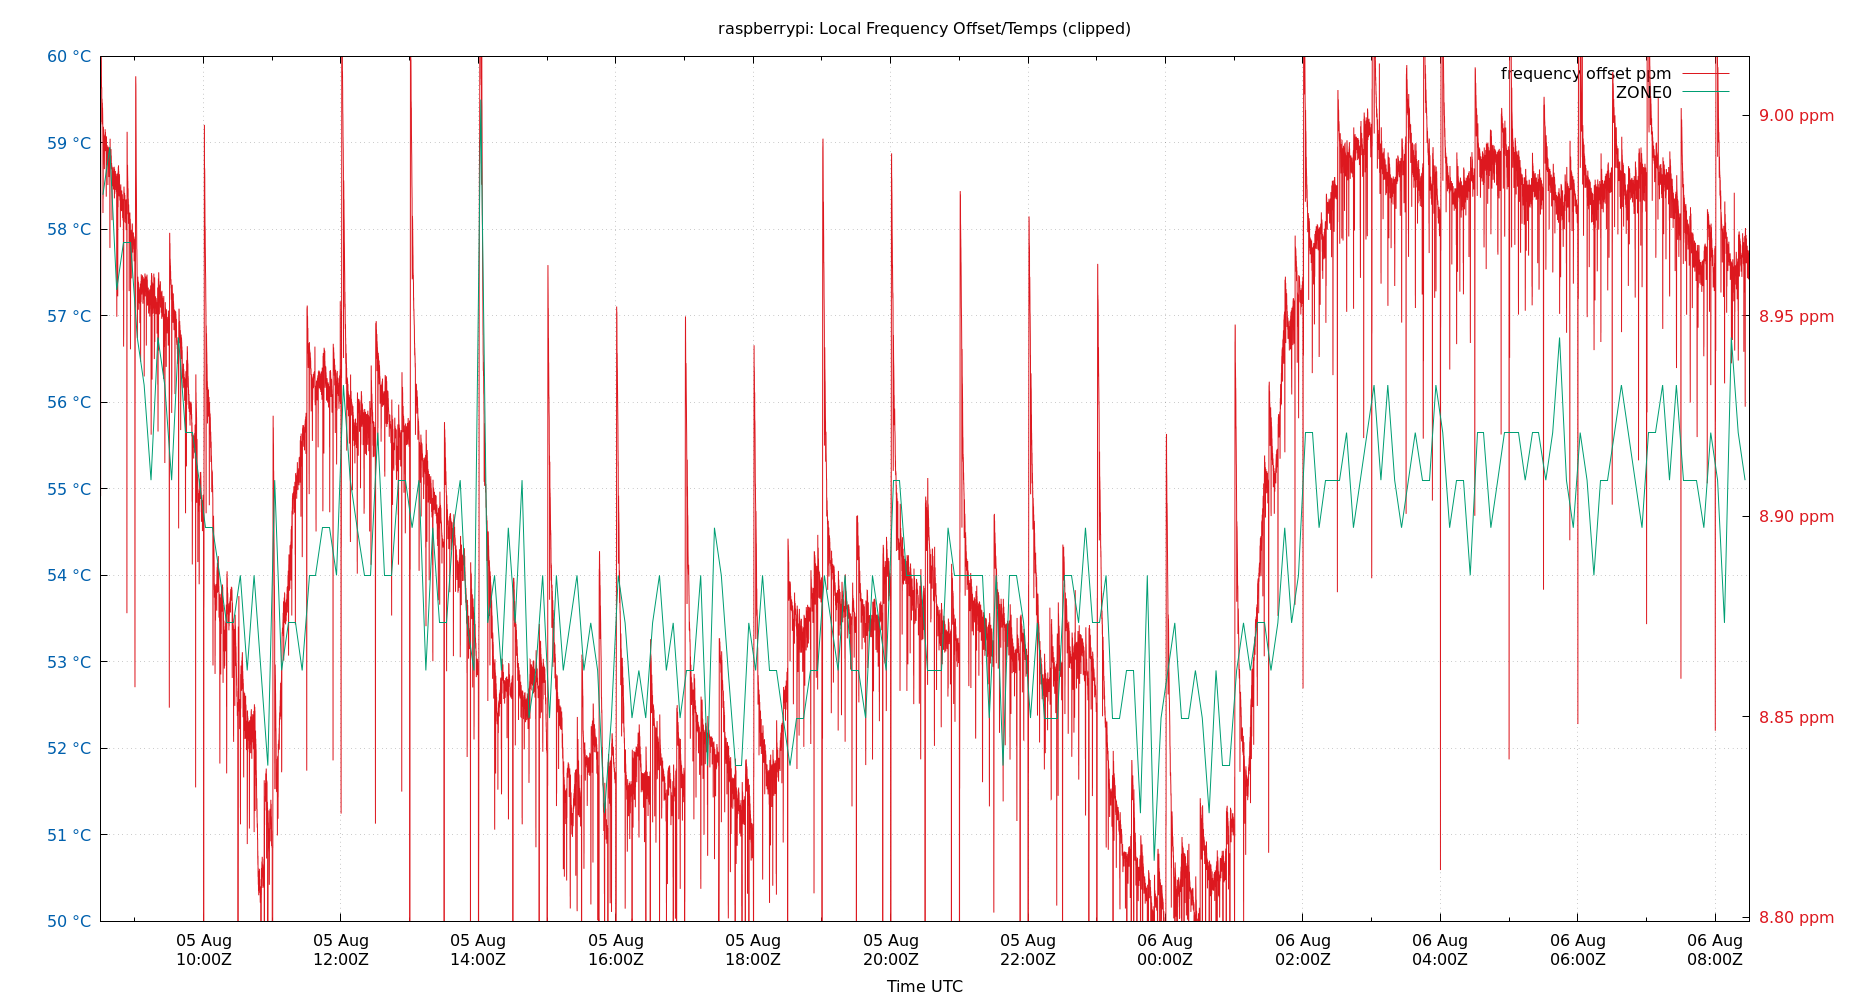 raspberrypi: Local Frequency Offset/Temps (clipped)
60 °C
59 °C
58 °C
57 °C
56 °C
55 °C
54 °C
53 °C
52 °C
51 °C
50 °C
frequency offset ppm
ZONE0
9.00 ppm
8.95 ppm
8.90 ppm
8.85 ppm
8.80 ppm
05 Aug
10:00Z
05 Aug
12:00Z
05 Aug
14:00Z
05 Aug
16:00Z
05 Aug
18:00Z
05 Aug
20:00Z
05 Aug
22:00Z
06 Aug
00:00Z
06 Aug
02:00Z
06 Aug
04:00Z
06 Aug
06:00Z
06 Aug
08:00Z
Time UTC